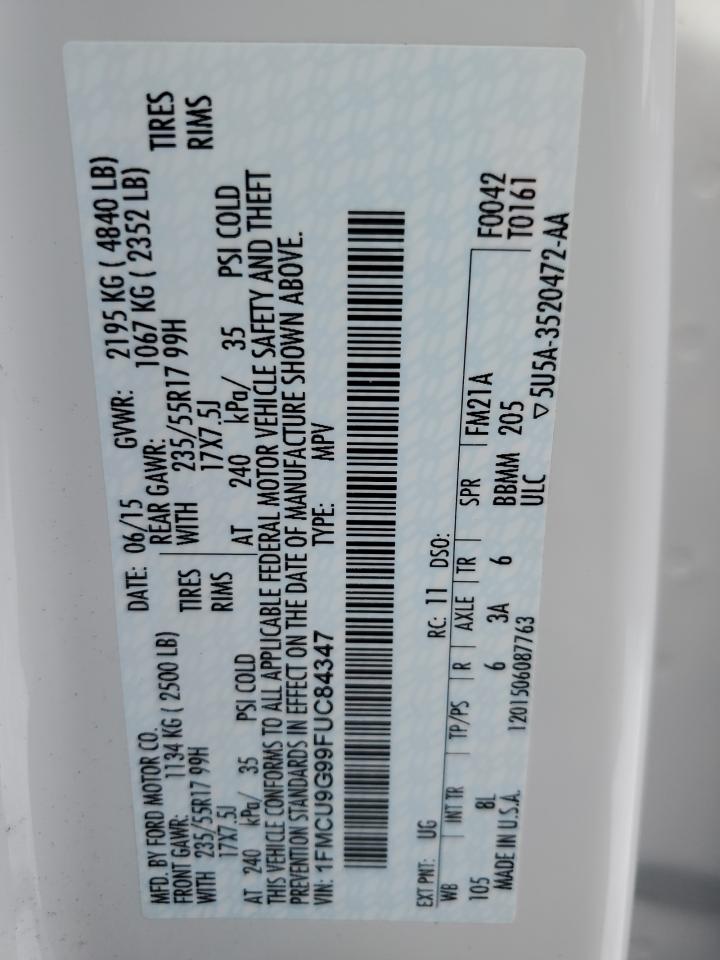 MFD. BY FORD MOTOR CO. DATE: 06/15 GVWR: 2195 KG ( 4840 LB)
FRONT GAWR: 1134 KG ( 2500 LB) REAR GAWR: 1067 KG ( 2352 LB)
WITH 235/55R17 99H TIRES WITH 235/55R17 99H TIRES
17X7.5J RIMS 17X7.5J RIMS
AT 240 kPa/ 35 PSI COLD AT 240 kPa/ 35 PSI COLD
THIS VEHICLE CONFORMS TO ALL APPLICABLE FEDERAL MOTOR VEHICLE SAFETY AND THEFT
PREVENTION STANDARDS IN EFFECT ON THE DATE OF MANUFACTURE SHOWN ABOVE.
VIN: 1FMCU9G99FUC84347 TYPE: MPV
EXT PNT: UG RC: 11 DSO:
WB INT TR TP/PS R AXLE TR SPR FM21A F0042
105 8L 6 3A 6 BBMM 205 T0161
MADE IN U.S.A. 1201506087763 ULC ▽5U5A-3520472-AA